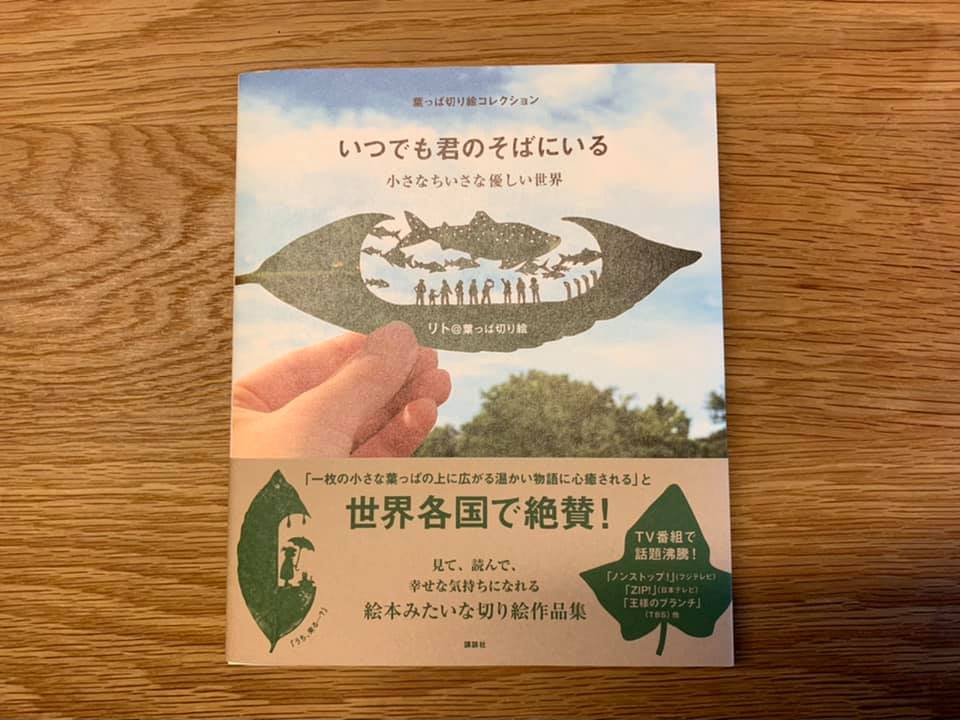 葉っぱ切り絵コレクション
いつでも君のそばにいる
小さなちいさな優しい世界
リト@葉っぱ切り絵
「一枚の小さな葉っぱの上に広がる温かい物語に心癒される」と
世界各国で絶賛!
見て、読んで、
幸せな気持ちになれる
絵本みたいな切り絵作品集
講談社
「うち、来る〜?」
TV番組で
話題沸騰!
「ノンストップ!」(フジテレビ)
「ZIP!」(日本テレビ)
「王様のブランチ」
(TBS)他